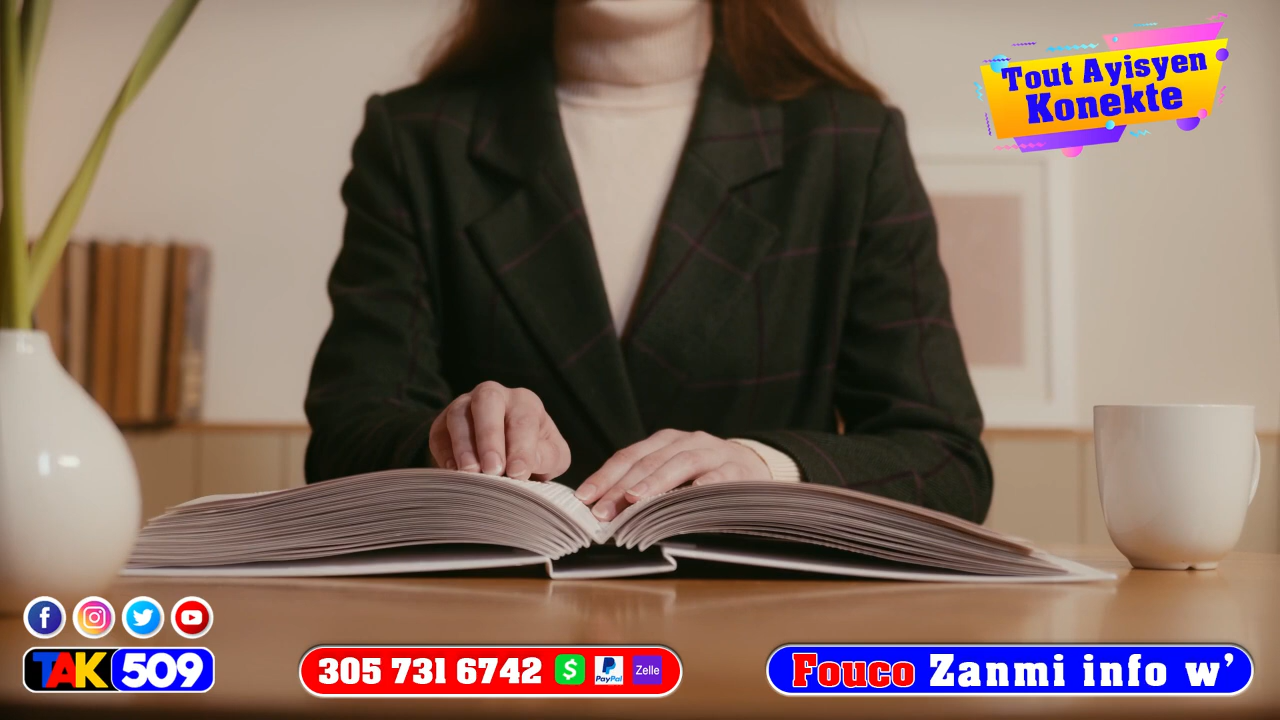 Tout Ayisyen
Konekte
TAK 509
305 731 6742
PayPal
Zelle
Fouco Zanmi info w'